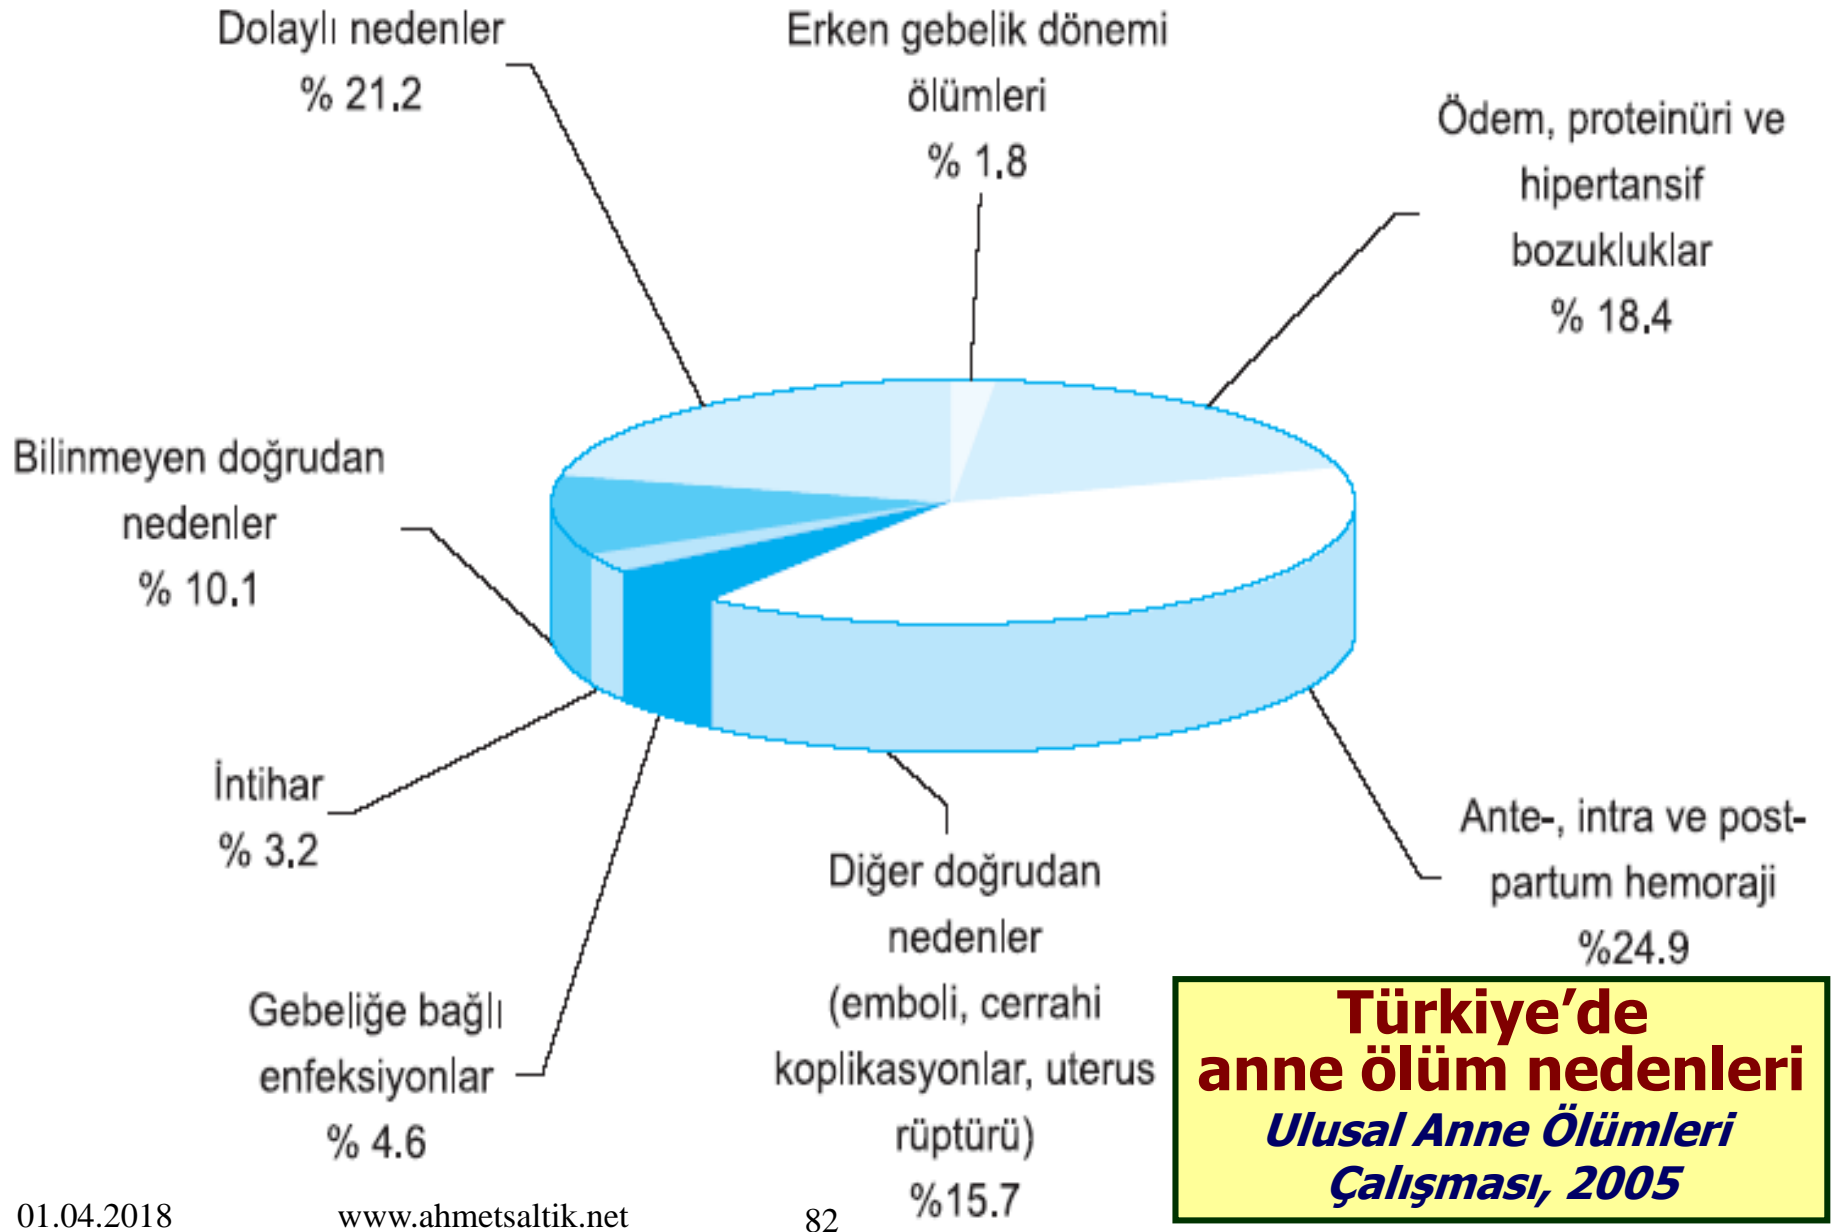 Dolaylı nedenler
% 21.2
Erken gebelik dönemi
ölümleri
% 1.8
Ödem, proteinüri ve
hipertansif
bozukluklar
% 18.4
Bilinmeyen doğrudan
nedenler
% 10.1
İntihar
% 3.2
Gebeliğe bağlı
enfeksiyonlar
% 4.6
Diğer doğrudan
nedenler
(emboli, cerrahi
koplikasyonlar, uterus
rüptürü)
%15.7
Ante-, intra ve post-
partum hemoraji
%24.9
Türkiye’de
anne ölüm nedenleri
Ulusal Anne Ölümleri
Çalışması, 2005
01.04.2018
www.ahmetsaltik.net
82